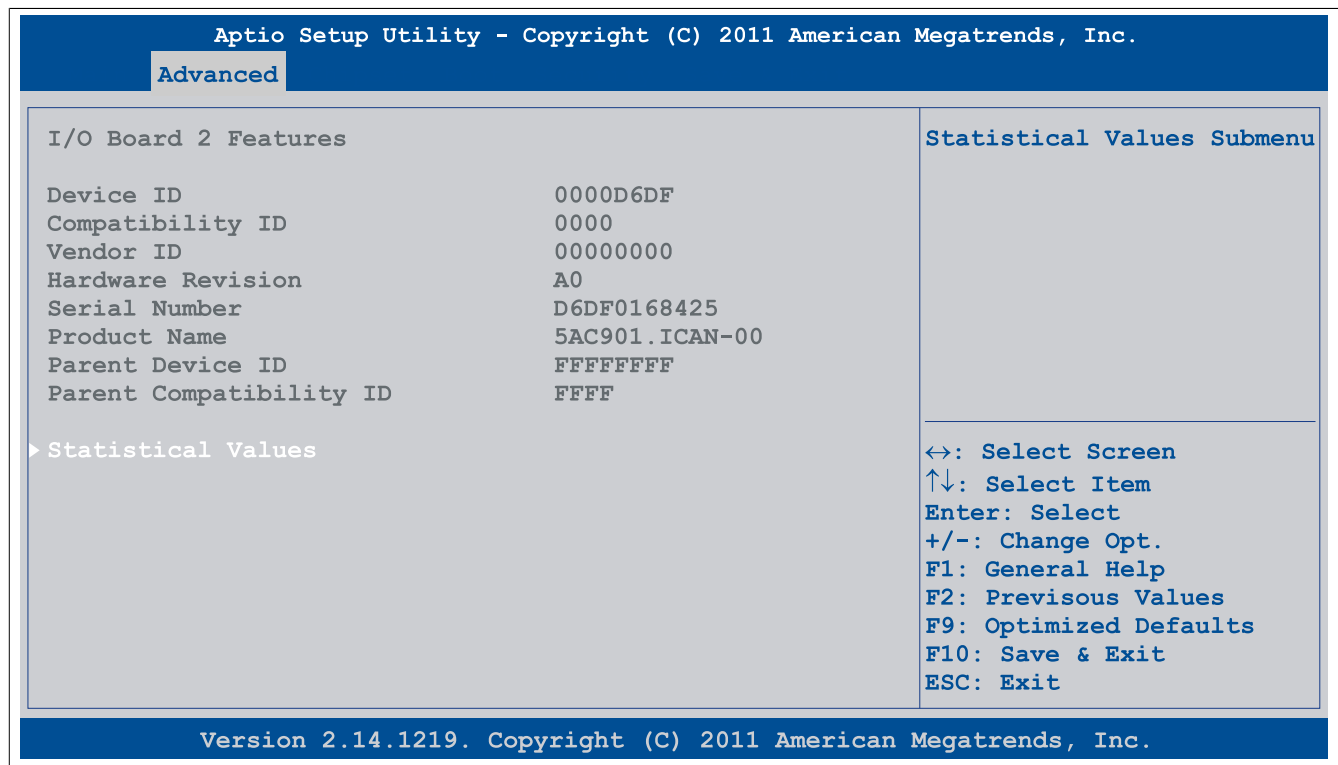 Aptio Setup Utility - Copyright (C) 2011 American Megatrends, Inc.
Advanced
I/O Board 2 Features
Device ID 0000D6DF
Compatibility ID 0000
Vendor ID 00000000
Hardware Revision A0
Serial Number D6DF0168425
Product Name 5AC901.ICAN-00
Parent Device ID FFFFFFFF
Parent Compatibility ID FFFF
Statistical Values
Statistical Values Submenu
↔: Select Screen
↑↓: Select Item
Enter: Select
+/-: Change Opt.
F1: General Help
F2: Previsous Values
F9: Optimized Defaults
F10: Save & Exit
ESC: Exit
Version 2.14.1219. Copyright (C) 2011 American Megatrends, Inc.